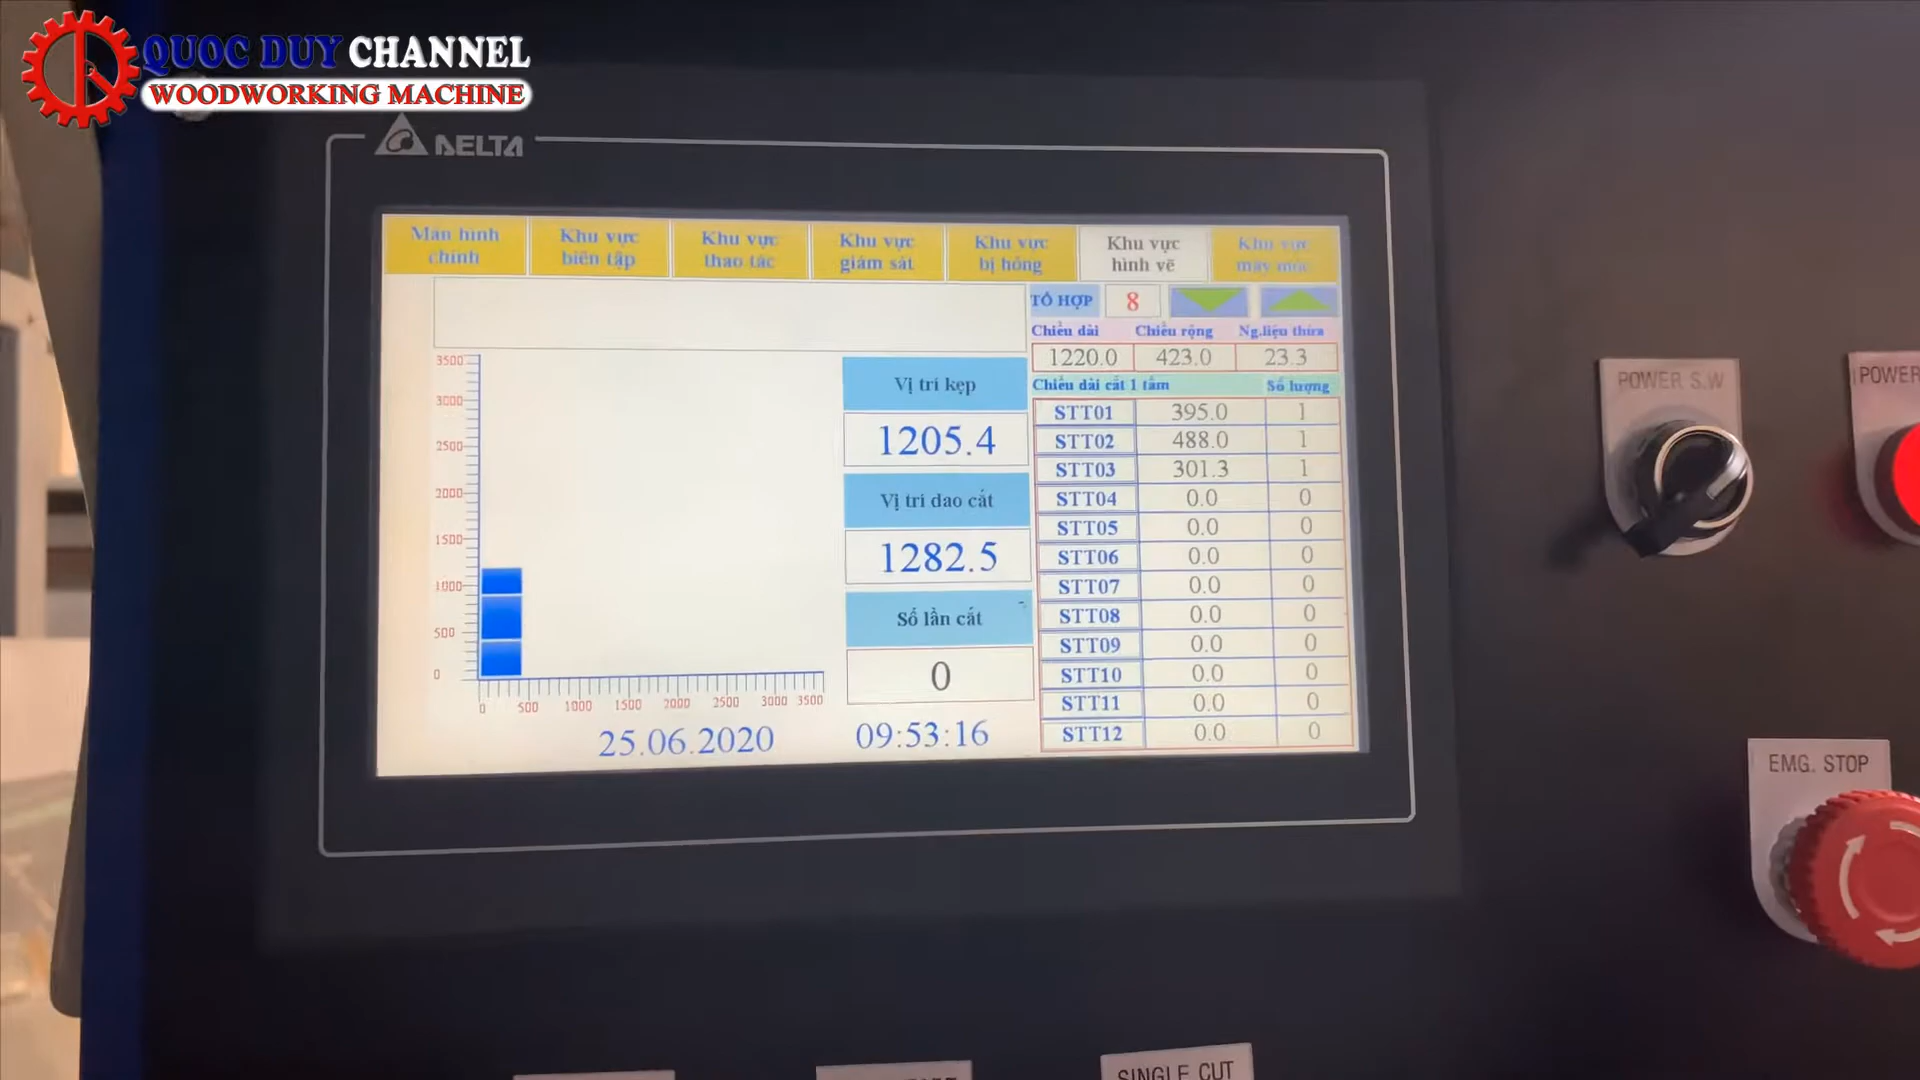 QUOC DUY CHANNEL
WOODWORKING MACHINE
DELTA
Màn hình chính
Khu vực biên tập
Khu vực thao tác
Khu vực giám sát
Khu vực bị hỏng
Khu vực hình vẽ
Khu vực máy móc
TỔ HỢP 8
Chiều dài Chiều rộng Ng.liệu thừa
1220.0 423.0 23.3
Chiều dài cắt 1 tấm Số lượng
STT01 395.0 1
STT02 488.0 1
STT03 301.3 1
STT04 0.0 0
STT05 0.0 0
STT06 0.0 0
STT07 0.0 0
STT08 0.0 0
STT09 0.0 0
STT10 0.0 0
STT11 0.0 0
STT12 0.0 0
Vị trí kẹp
1205.4
Vị trí dao cắt
1282.5
Số lần cắt
0
3500
3000
2500
2000
1500
1000
500
0
0 500 1000 1500 2000 2500 3000 3500
25.06.2020 09:53:16
POWER S.W
POWER
EMG. STOP
SINGLE CUT